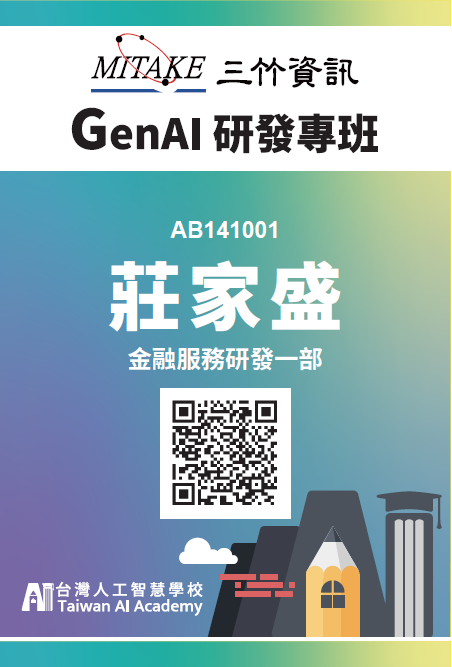 MITAKE 三竹資訊
GenAI 研發專班
AB141001
莊家盛
金融服務研發一部
AI 台灣人工智慧學校
Taiwan AI Academy